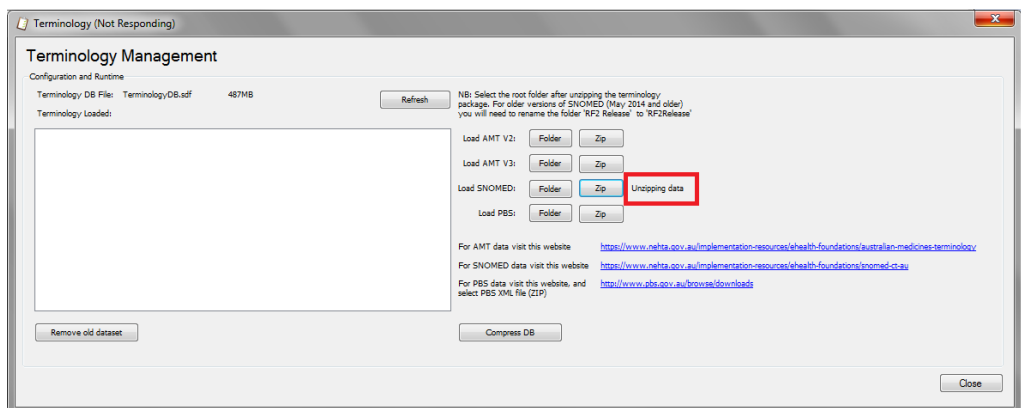 Terminology (Not Responding)
Terminology Management
Configuration and Runtime
Terminology DB File: TerminologyDB.sdf 487MB
Refresh
Terminology Loaded:
NB: Select the root folder after unzipping the terminology
package. For older versions of SNOMED (May 2014 and older)
you will need to rename the folder 'RF2 Release' to 'RF2Release'
Load AMT V2: Folder Zip
Load AMT V3: Folder Zip
Load SNOMED: Folder Zip Unzipping data
Load PBS: Folder Zip
For AMT data visit this website https://www.nehta.gov.au/implementation-resources/ehealth-foundations/australian-medicines-terminology
For SNOMED data visit this website https://www.nehta.gov.au/implementation-resources/ehealth-foundations/snomed-ct-au
For PBS data visit this website, and http://www.pbs.gov.au/browse/downloads
select PBS XML file (ZIP)
Remove old dataset Compress DB
Close